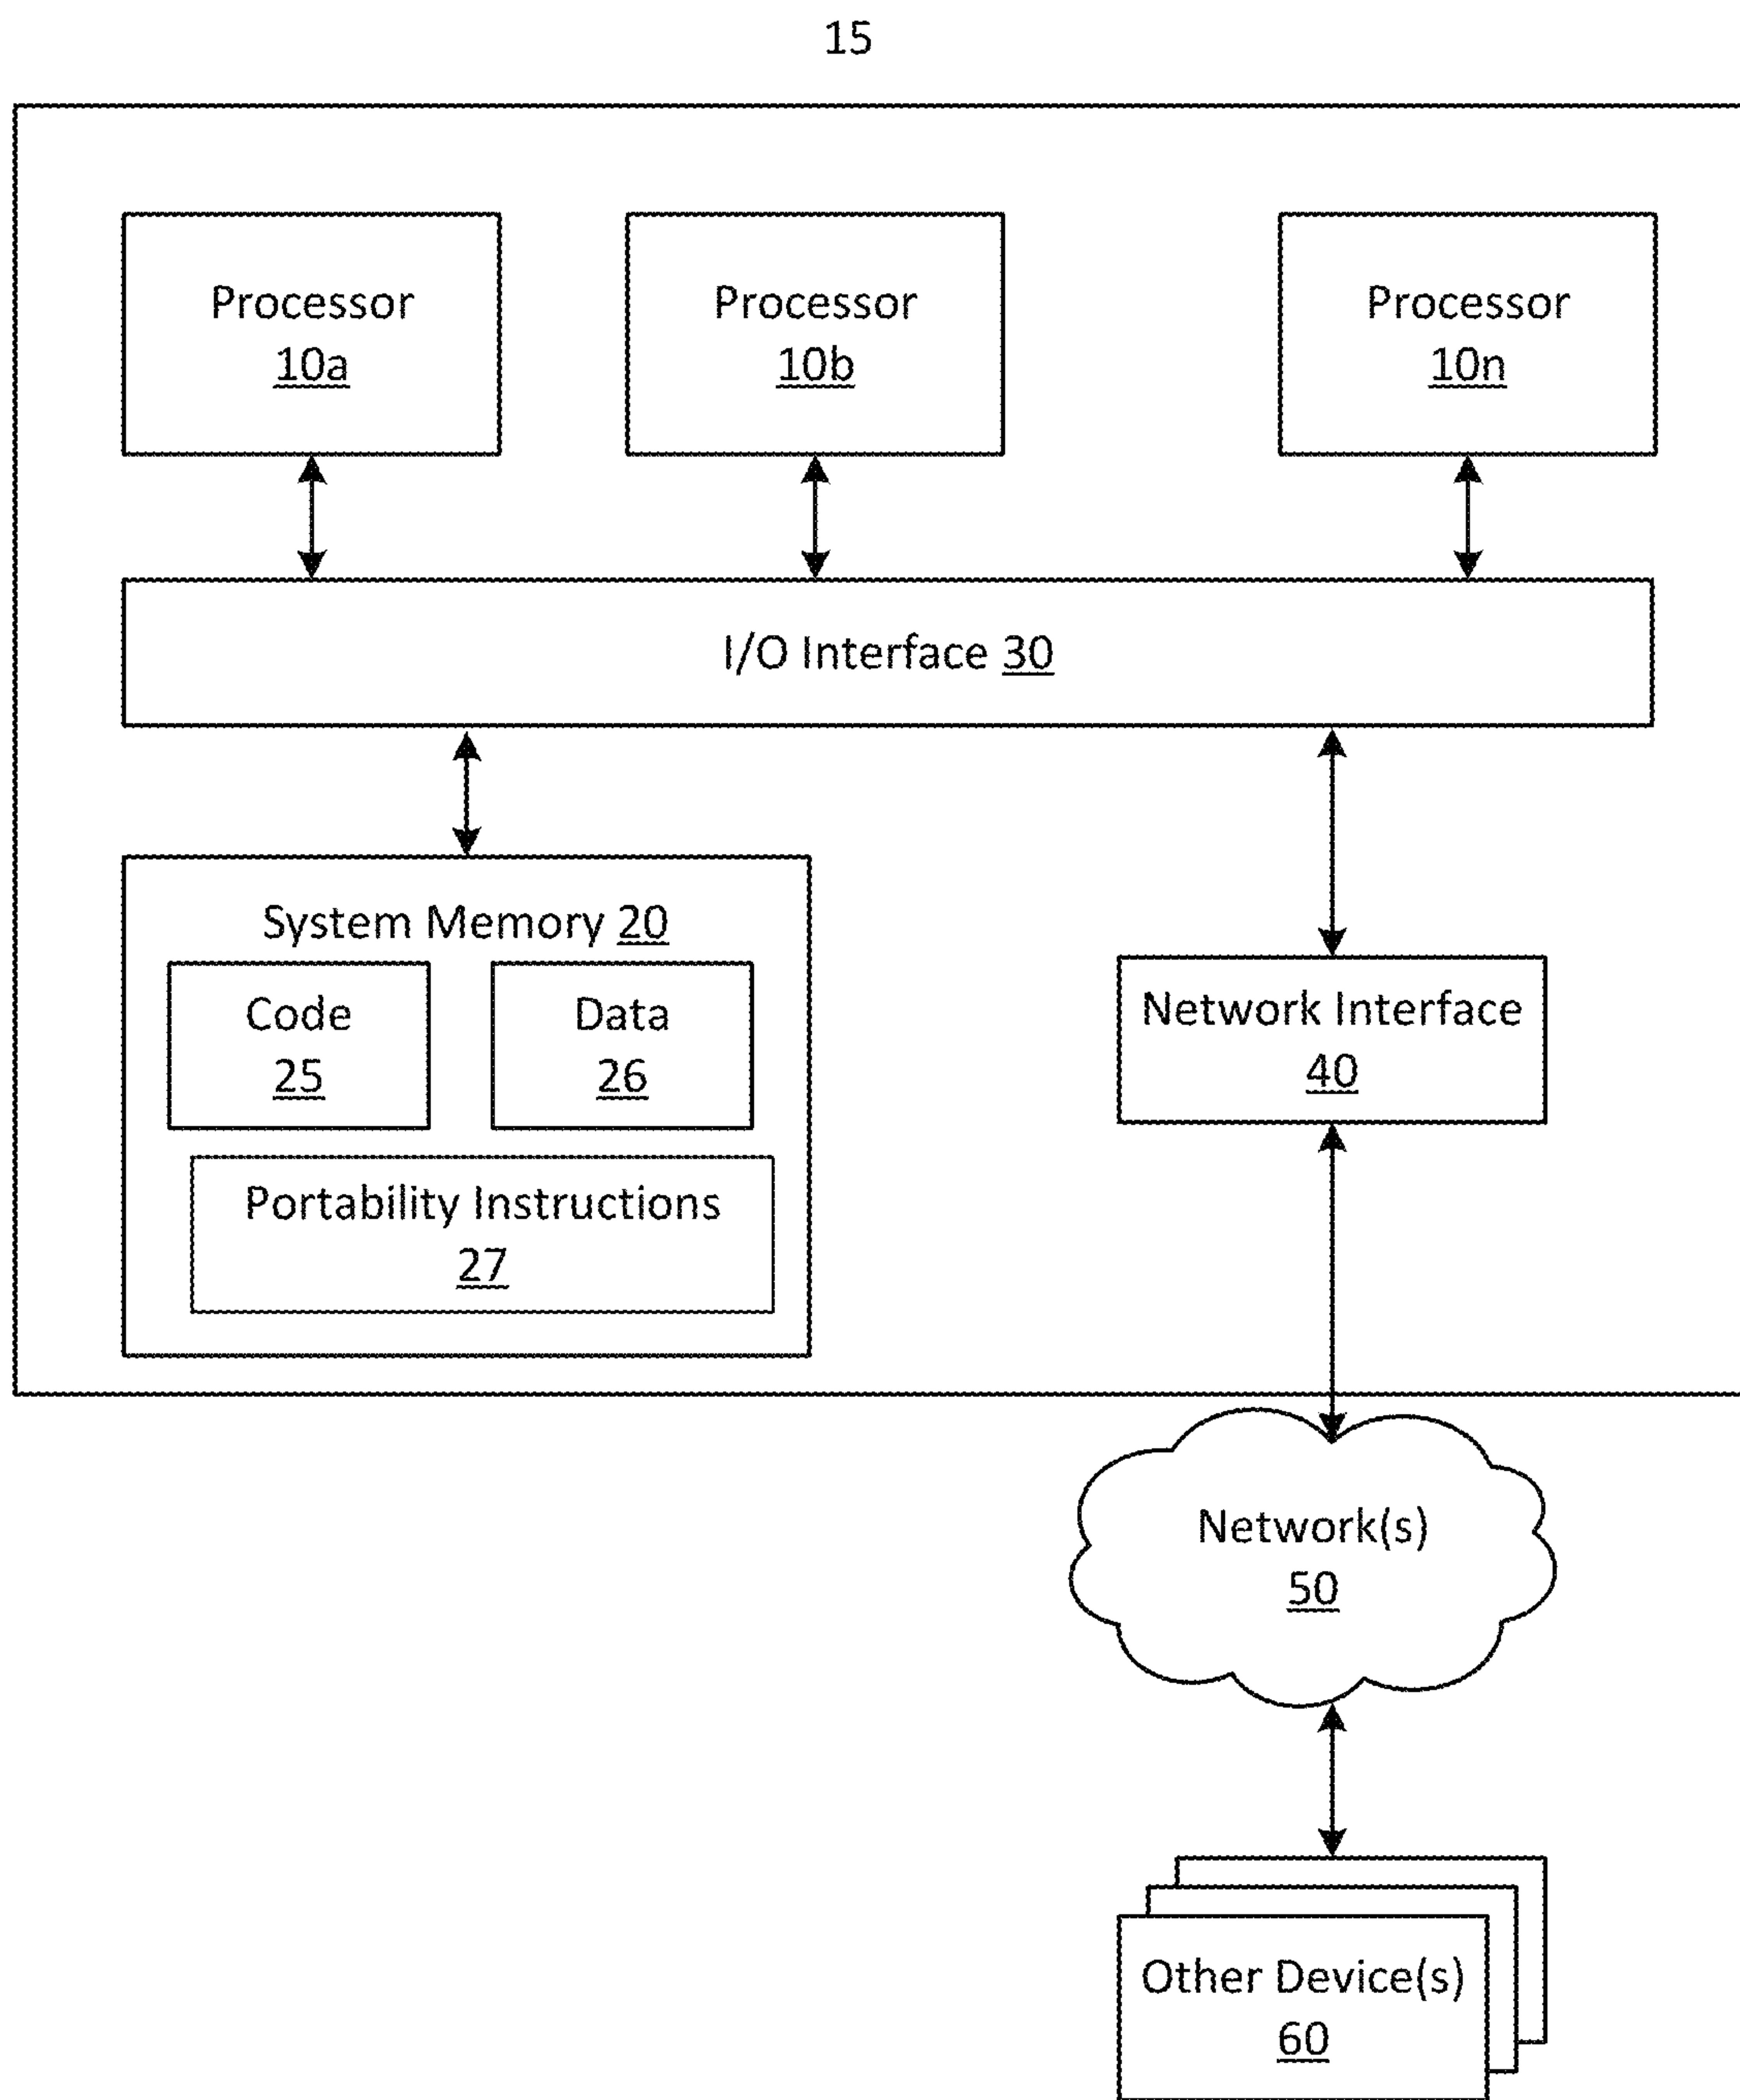 15
Processor
10a
Processor
10b
Processor
10n
I/O Interface 30
System Memory 20
Code
25
Data
26
Portability Instructions
27
Network Interface
40
Network(s)
50
Other Device(s)
60